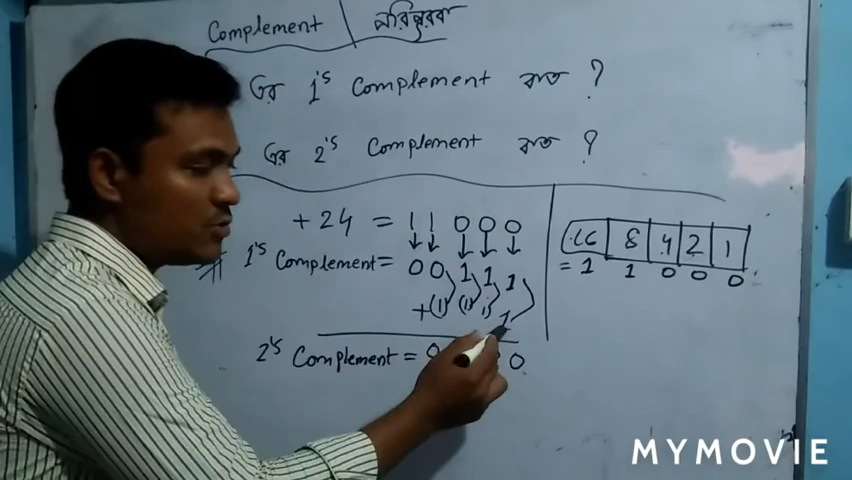 Complement | পরিপূরক
এর 1'S Complement কত ?
এর 2'S Complement কত ?
+ 24 = 1 1 0 0 0
1'S Complement = 0 0 1 1 1
+ (1) (1) 1) 1
2'S Complement = 0 0
16 8 4 2 1
= 1 1 0 0 0
MYMOVIE